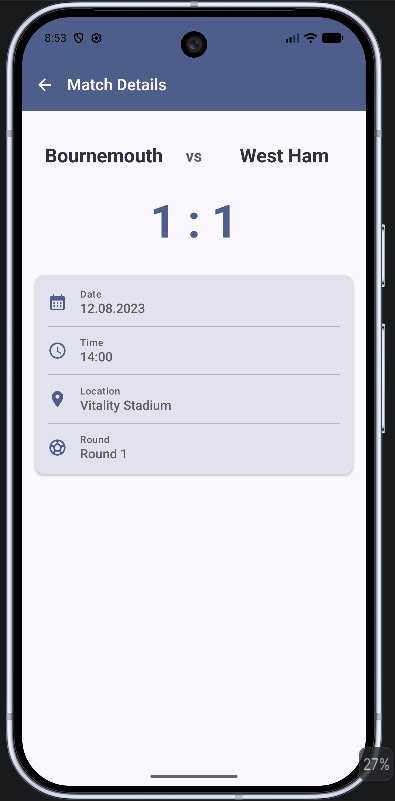 8:53
Match Details
Bournemouth vs West Ham
1 : 1
Date
12.08.2023
Time
14:00
Location
Vitality Stadium
Round
Round 1
27%